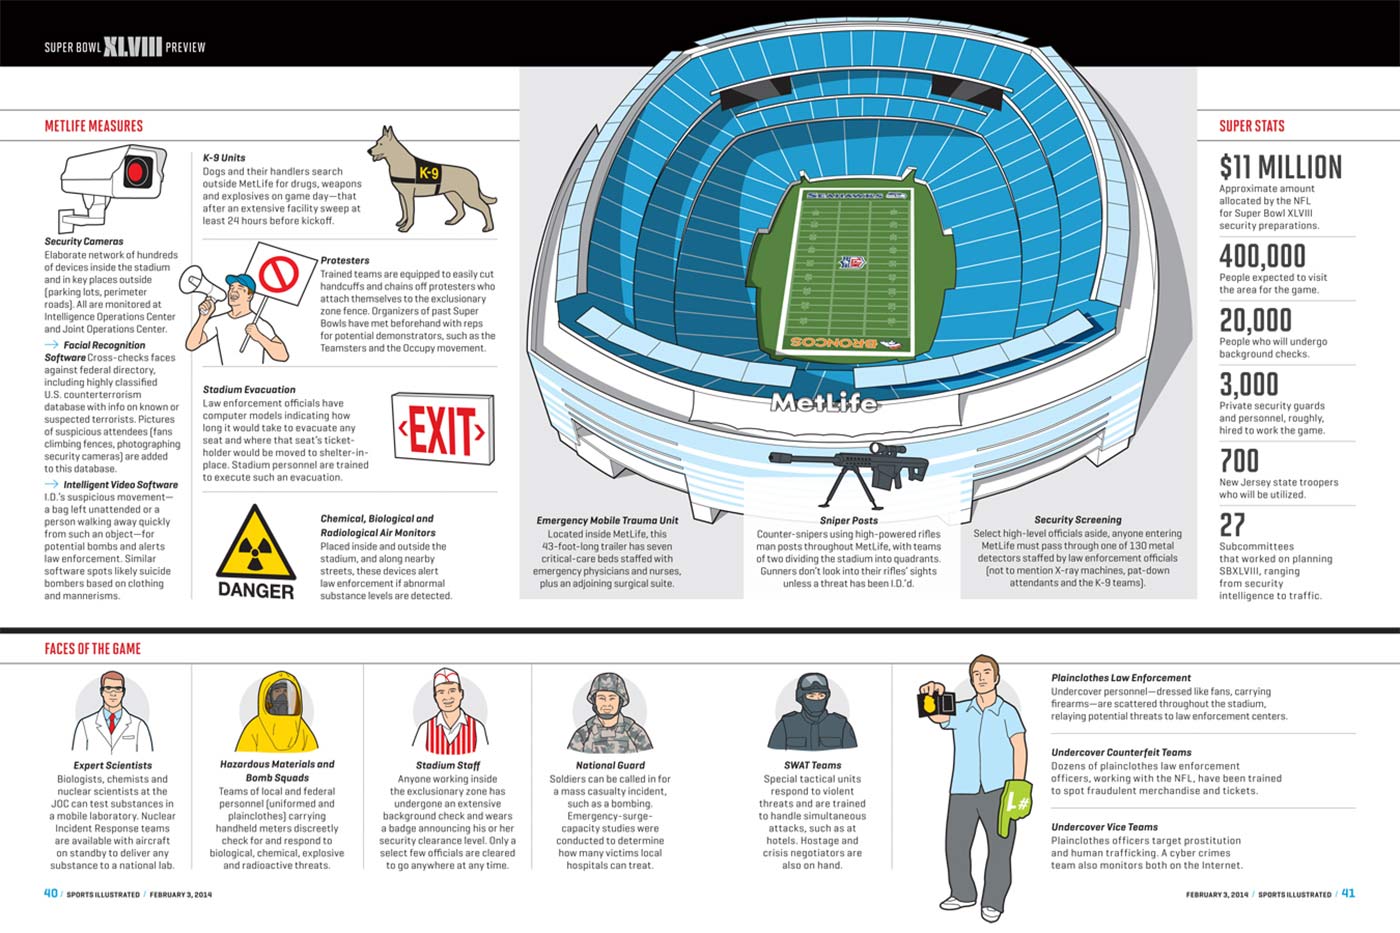 SUPER BOWL XLVIII PREVIEW
METLIFE MEASURES
Security Cameras
Elaborate network of hundreds
of devices inside the stadium
and in key places outside
(parking lots, perimeter
roads). All are monitored at
Intelligence Operations Center
and Joint Operations Center.
→ Facial Recognition
Software Cross-checks faces
against federal directory,
including highly classified
U.S. counterterrorism
database with info on known or
suspected terrorists. Pictures
of suspicious attendees (fans
climbing fences, photographing
security cameras) are added
to this database.
→ Intelligent Video Software
I.D.'s suspicious movement—
a bag left unattended or a
person walking away quickly
from such an object—for
potential bombs and alerts
law enforcement. Similar
software spots likely suicide
bombers based on clothing
and mannerisms.
K-9 Units
Dogs and their handlers search
outside MetLife for drugs, weapons
and explosives on game day—that
after an extensive facility sweep at
least 24 hours before kickoff.
K-9
Protesters
Trained teams are equipped to easily cut
handcuffs and chains off protesters who
attach themselves to the exclusionary
zone fence. Organizers of past Super
Bowls have met beforehand with reps
for potential demonstrators, such as the
Teamsters and the Occupy movement.
Stadium Evacuation
Law enforcement officials have
computer models indicating how
long it would take to evacuate any
seat and where that seat's ticket-
holder would be moved to shelter-in-
place. Stadium personnel are trained
to execute such an evacuation.
EXIT
DANGER
Chemical, Biological and
Radiological Air Monitors
Placed inside and outside the
stadium, and along nearby
streets, these devices alert
law enforcement if abnormal
substance levels are detected.
SEAHAWKS
BRONCOS
MetLife
Emergency Mobile Trauma Unit
Located inside MetLife, this
43-foot-long trailer has seven
critical-care beds staffed with
emergency physicians and nurses,
plus an adjoining surgical suite.
Sniper Posts
Counter-snipers using high-powered rifles
man posts throughout MetLife, with teams
of two dividing the stadium into quadrants.
Gunners don't look into their rifles' sights
unless a threat has been I.D.'d.
Security Screening
Select high-level officials aside, anyone entering
MetLife must pass through one of 130 metal
detectors staffed by law enforcement officials
(not to mention X-ray machines, pat-down
attendants and the K-9 teams).
SUPER STATS
$11 MILLION
Approximate amount
allocated by the NFL
for Super Bowl XLVIII
security preparations.
400,000
People expected to visit
the area for the game.
20,000
People who will undergo
background checks.
3,000
Private security guards
and personnel, roughly,
hired to work the game.
700
New Jersey state troopers
who will be utilized.
27
Subcommittees
that worked on planning
SBXLVIII, ranging
from security
intelligence to traffic.
FACES OF THE GAME
Expert Scientists
Biologists, chemists and
nuclear scientists at the
JOC can test substances in
a mobile laboratory. Nuclear
Incident Response teams
are available with aircraft
on standby to deliver any
substance to a national lab.
Hazardous Materials and
Bomb Squads
Teams of local and federal
personnel (uniformed and
plainclothes) carrying
handheld meters discreetly
check for and respond to
biological, chemical, explosive
and radioactive threats.
Stadium Staff
Anyone working inside
the exclusionary zone has
undergone an extensive
background check and wears
a badge announcing his or her
security clearance level. Only a
select few officials are cleared
to go anywhere at any time.
National Guard
Soldiers can be called in for
a mass casualty incident,
such as a bombing.
Emergency-surge-
capacity studies were
conducted to determine
how many victims local
hospitals can treat.
SWAT Teams
Special tactical units
respond to violent
threats and are trained
to handle simultaneous
attacks, such as at
hotels. Hostage and
crisis negotiators are
also on hand.
1#
Plainclothes Law Enforcement
Undercover personnel—dressed like fans, carrying
firearms—are scattered throughout the stadium,
relaying potential threats to law enforcement centers.
Undercover Counterfeit Teams
Dozens of plainclothes law enforcement
officers, working with the NFL, have been trained
to spot fraudulent merchandise and tickets.
Undercover Vice Teams
Plainclothes officers target prostitution
and human trafficking. A cyber crimes
team also monitors both on the Internet.
40 / SPORTS ILLUSTRATED / FEBRUARY 3, 2014
FEBRUARY 3, 2014 / SPORTS ILLUSTRATED / 41